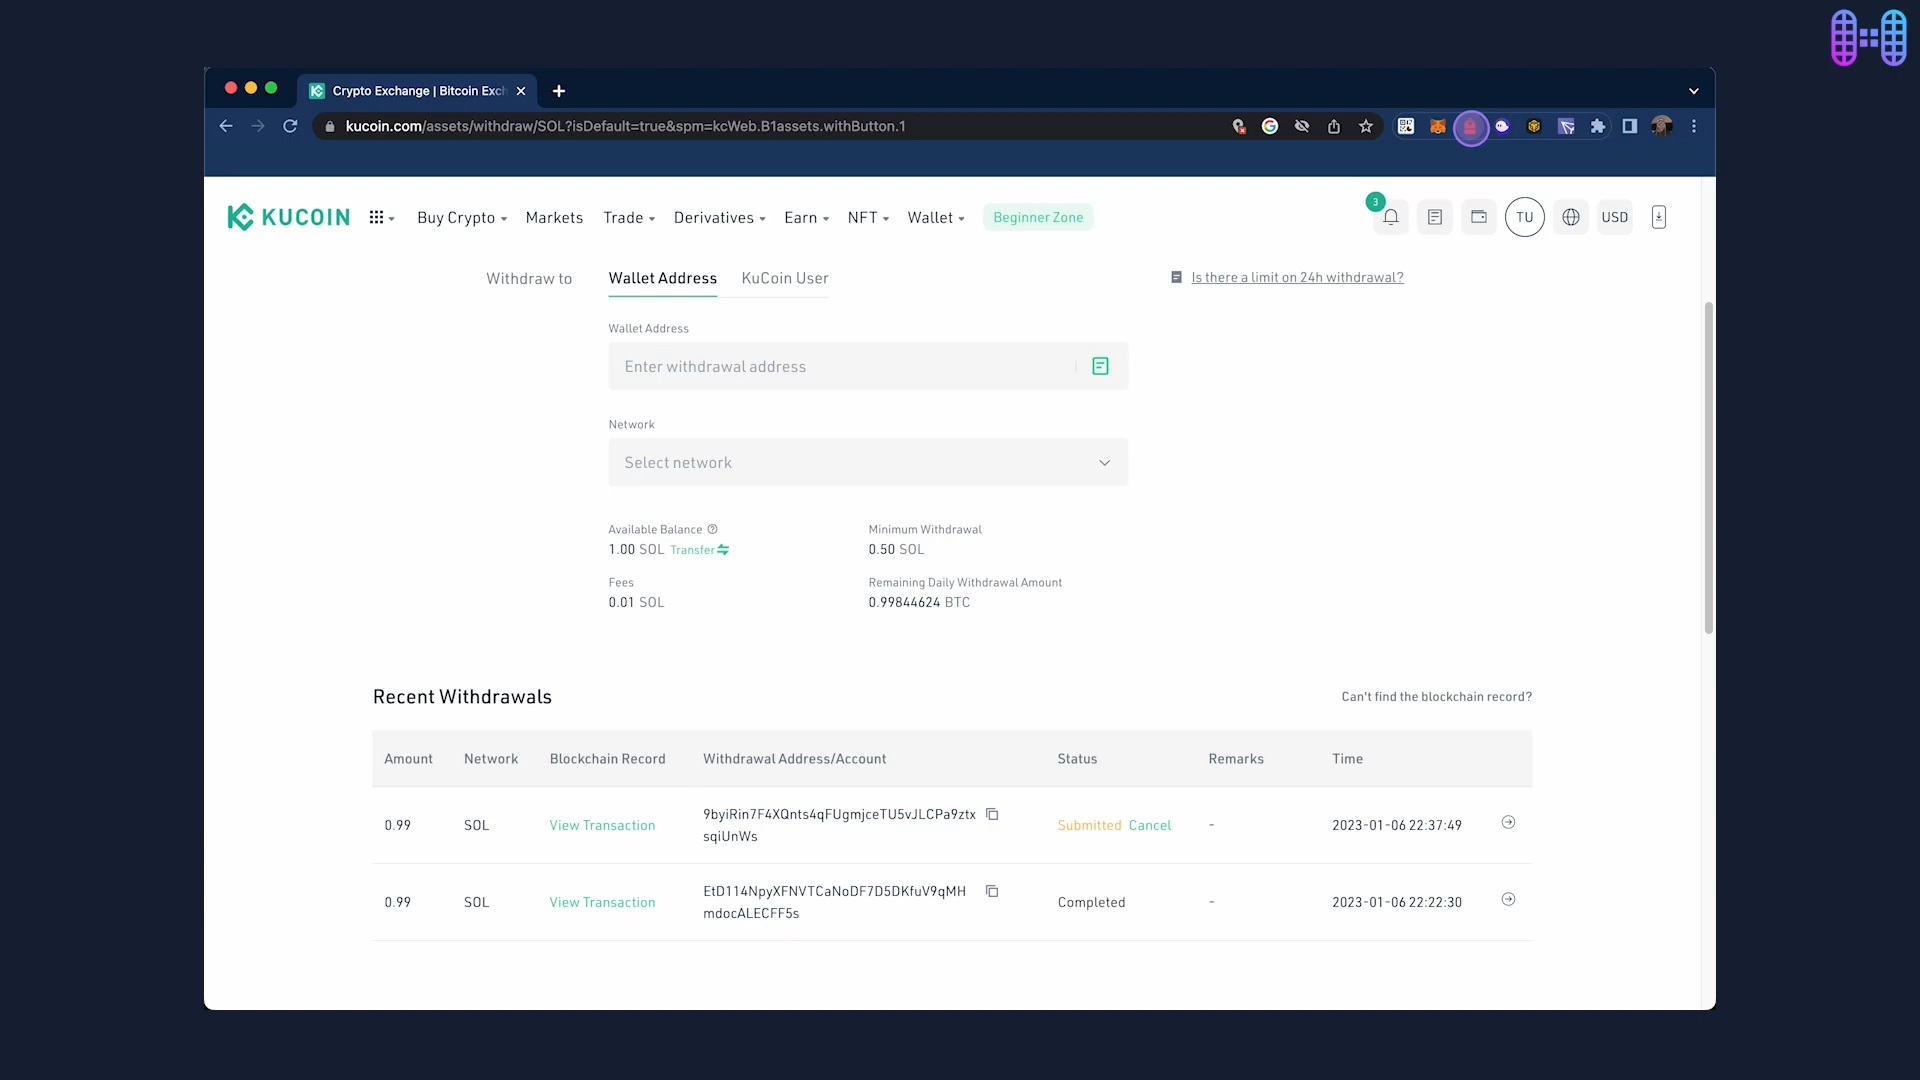 Crypto Exchange | Bitcoin Exch
kucoin.com/assets/withdraw/SOL?isDefault=true&spm=kcWeb.B1assets.withButton.1
KUCOIN
Buy Crypto
Markets
Trade
Derivatives
Earn
NFT
Wallet
Beginner Zone
3
TU
USD
Withdraw to
Wallet Address
KuCoin User
Is there a limit on 24h withdrawal?
Wallet Address
Enter withdrawal address
Network
Select network
Available Balance
1.00 SOL Transfer
Minimum Withdrawal
0.50 SOL
Fees
0.01 SOL
Remaining Daily Withdrawal Amount
0.99844624 BTC
Recent Withdrawals
Can't find the blockchain record?
Amount Network Blockchain Record Withdrawal Address/Account Status Remarks Time
0.99 SOL View Transaction 9byiRin7F4XQnts4qFUgmjceTU5vJLCPa9ztx Submitted Cancel - 2023-01-06 22:37:49
sqiUnWs
0.99 SOL View Transaction EtD114NpyXFNVTCaNoDF7D5DKfuV9qMH Completed - 2023-01-06 22:22:30
mdocALECFF5s